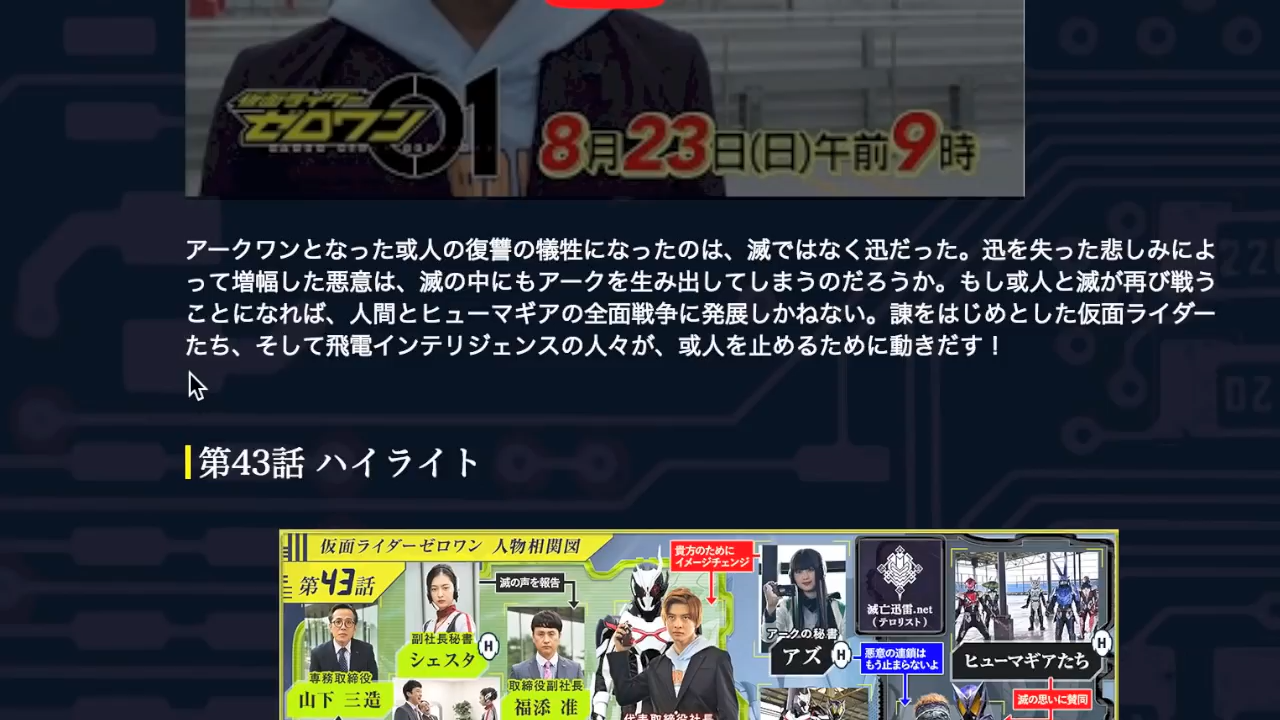 仮面ライダー
ゼロワン
01
8月23日(日)午前9時
アークワンとなった或人の復讐の犠牲になったのは、滅ではなく迅だった。迅を失った悲しみによ
って増幅した悪意は、滅の中にもアークを生み出してしまうのだろうか。もし或人と滅が再び戦う
ことになれば、人間とヒューマギアの全面戦争に発展しかねない。諫をはじめとした仮面ライダー
たち、そして飛電インテリジェンスの人々が、或人を止めるために動きだす！
第43話 ハイライト
仮面ライダーゼロワン 人物相関図
第43話
滅の声を報告
貴方のために
イメージチェンジ
滅亡迅雷.net
(テロリスト)
副社長秘書
シェスタ
H
アークの秘書
アズ
H
悪意の連鎖は
もう止まらないよ
ヒューマギアたち
H
専務取締役
山下 三造
取締役副社長
福添 准
滅の思いに賛同
代表取締役社長